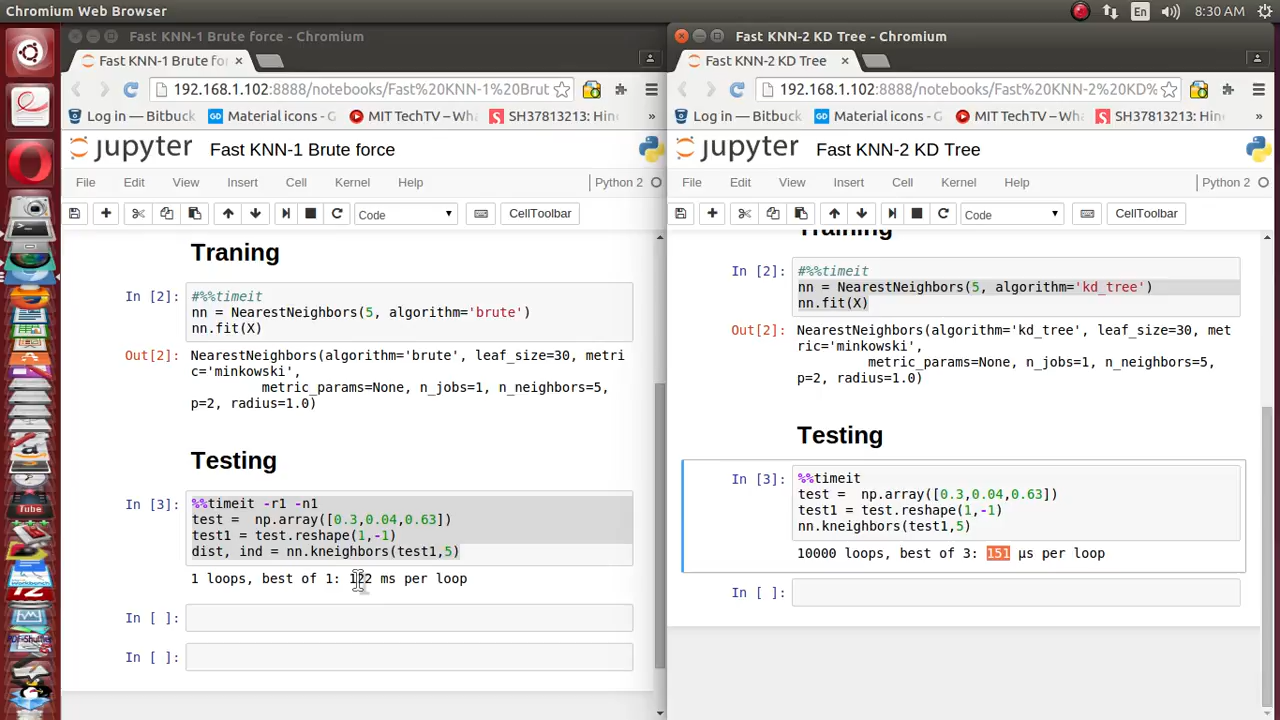 Chromium Web Browser
En
8:30 AM
Fast KNN-1 Brute force - Chromium
Fast KNN-1 Brute for
192.168.1.102:8888/notebooks/Fast%20KNN-1%20Brut
Log in — Bitbuck
GD Material icons - G
MIT TechTV – Wha
S SH37813213: Hin
»
jupyter Fast KNN-1 Brute force
File Edit View Insert Cell Kernel Help Python 2
Code CellToolbar
Traning
In [2]: #%%timeit
nn = NearestNeighbors(5, algorithm='brute')
nn.fit(X)
Out[2]: NearestNeighbors(algorithm='brute', leaf_size=30, metri
c='minkowski',
metric_params=None, n_jobs=1, n_neighbors=5,
p=2, radius=1.0)
Testing
In [3]: %%timeit -r1 -n1
test =  np.array([0.3,0.04,0.63])
test1 = test.reshape(1,-1)
dist, ind = nn.kneighbors(test1,5)
1 loops, best of 1: 122 ms per loop
In [ ]:
In [ ]:
Fast KNN-2 KD Tree - Chromium
Fast KNN-2 KD Tree
192.168.1.102:8888/notebooks/Fast%20KNN-2%20KD%
Log in — Bitbuck
GD Material icons - G
MIT TechTV – Wha
S SH37813213: Hin
»
jupyter Fast KNN-2 KD Tree
File Edit View Insert Cell Kernel Help Python 2
Code CellToolbar
Training
In [2]: #%%timeit
nn = NearestNeighbors(5, algorithm='kd_tree')
nn.fit(X)
Out[2]: NearestNeighbors(algorithm='kd_tree', leaf_size=30, met
ric='minkowski',
metric_params=None, n_jobs=1, n_neighbors=5,
p=2, radius=1.0)
Testing
In [3]: %%timeit
test =  np.array([0.3,0.04,0.63])
test1 = test.reshape(1,-1)
nn.kneighbors(test1,5)
10000 loops, best of 3: 151 µs per loop
In [ ]:
Tube